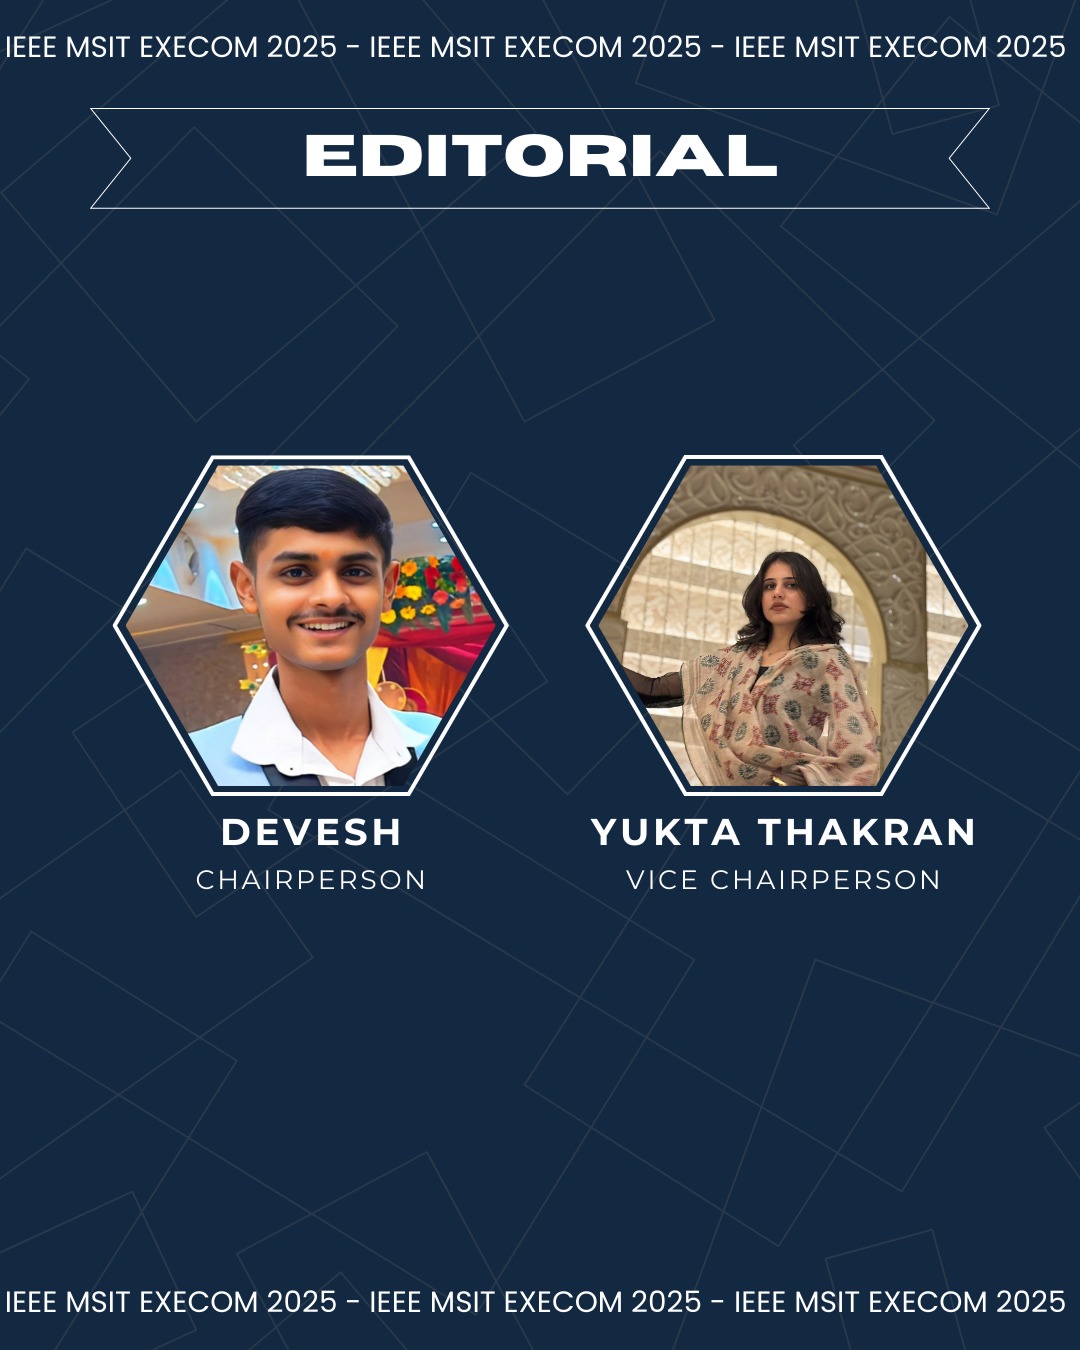 IEEE MSIT EXECOM 2025 - IEEE MSIT EXECOM 2025 - IEEE MSIT EXECOM 2025
EDITORIAL
DEVESH
CHAIRPERSON
YUKTA THAKRAN
VICE CHAIRPERSON
IEEE MSIT EXECOM 2025 - IEEE MSIT EXECOM 2025 - IEEE MSIT EXECOM 2025